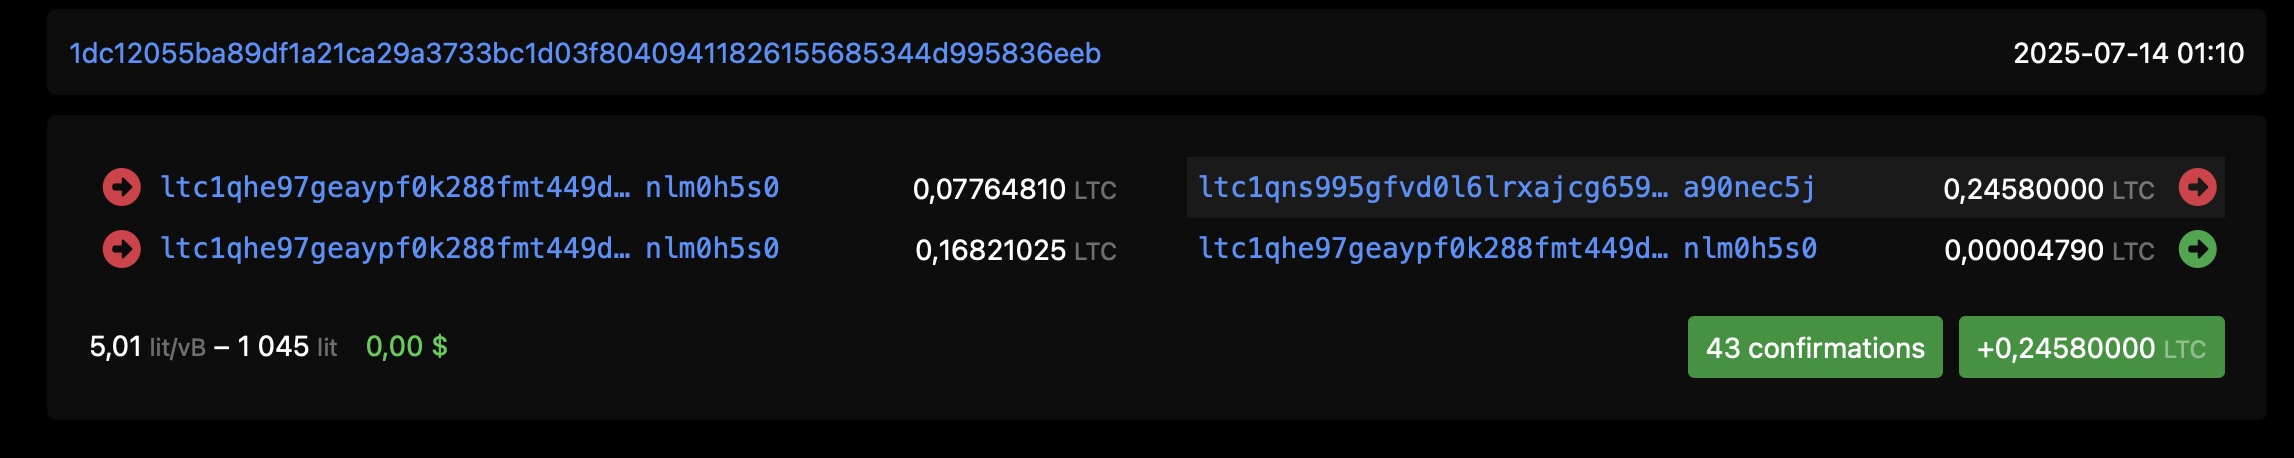 1dc12055ba89df1a21ca29a3733bc1d03f804094118261556853​44d995836eeb 2025-07-14 01:10
ltc1qhe97geaypf0k288fmt449d… nlm0h5s0 0,07764810 LTC ltc1qns995gfvd0l6lrxajcg659… a90nec5j 0,24580000 LTC
ltc1qhe97geaypf0k288fmt449d… nlm0h5s0 0,16821025 LTC ltc1qhe97geaypf0k288fmt449d… nlm0h5s0 0,00004790 LTC
5,01 lit/vB – 1 045 lit 0,00 $ 43 confirmations +0,24580000 LTC